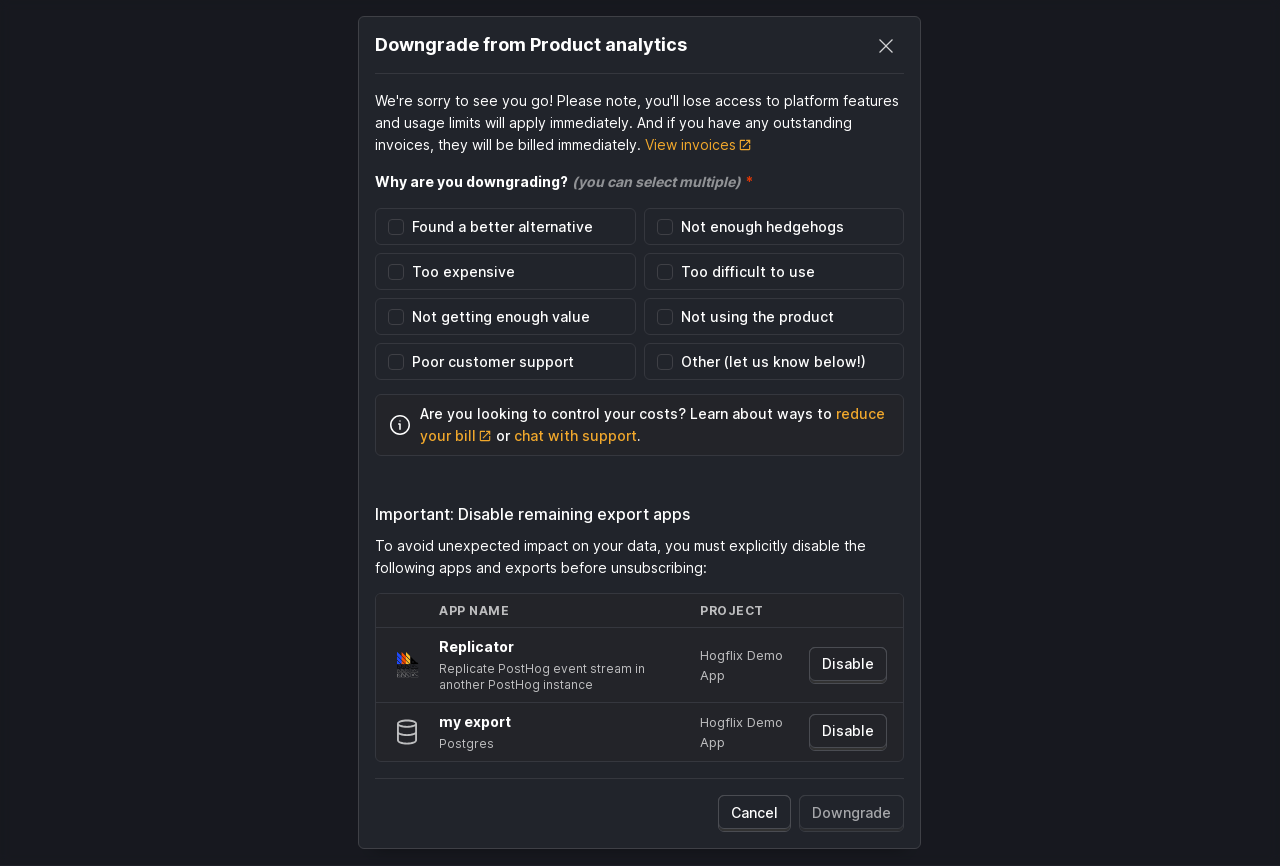 Downgrade from Product analytics
We're sorry to see you go! Please note, you'll lose access to platform features
and usage limits will apply immediately. And if you have any outstanding
invoices, they will be billed immediately. View invoices
Why are you downgrading? (you can select multiple) *
Found a better alternative
Not enough hedgehogs
Too expensive
Too difficult to use
Not getting enough value
Not using the product
Poor customer support
Other (let us know below!)
Are you looking to control your costs? Learn about ways to reduce
your bill or chat with support.
Important: Disable remaining export apps
To avoid unexpected impact on your data, you must explicitly disable the
following apps and exports before unsubscribing:
APP NAME
PROJECT
Replicator
Replicate PostHog event stream in
another PostHog instance
Hogflix Demo
App
Disable
my export
Postgres
Hogflix Demo
App
Disable
Cancel
Downgrade